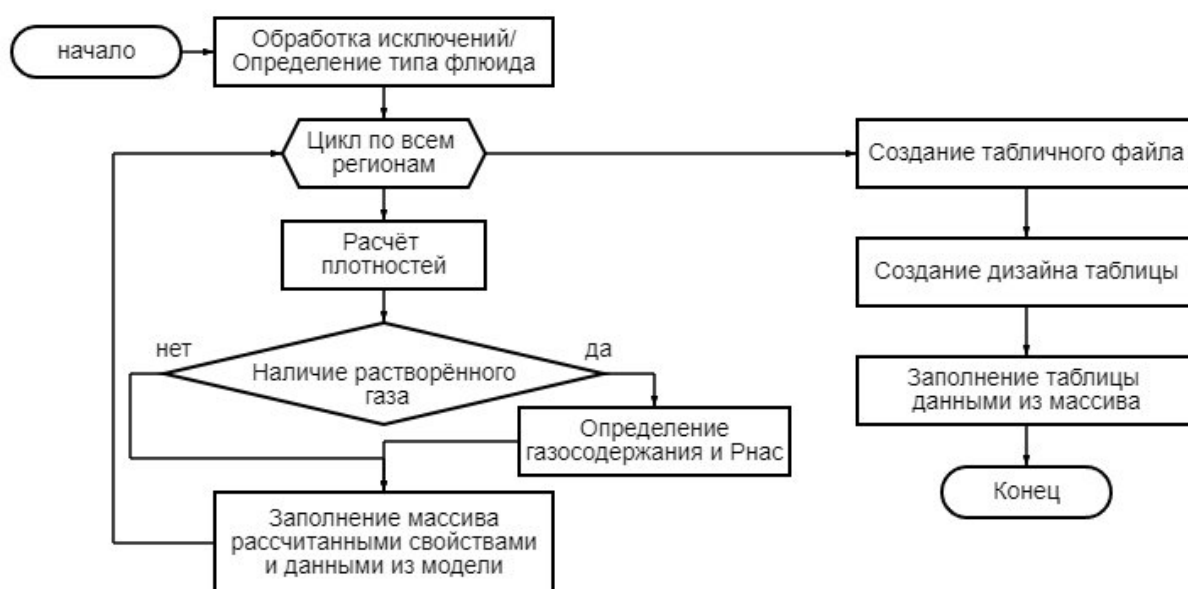 начало
Обработка исключений/
Определение типа флюида
Цикл по всем
регионам
Создание табличного файла
Расчёт
плотностей
Создание дизайна таблицы
нет
да
Наличие растворённого
газа
Заполнение таблицы
данными из массива
Определение
газосодержания и Рнас
Конец
Заполнение массива
рассчитанными свойствами
и данными из модели